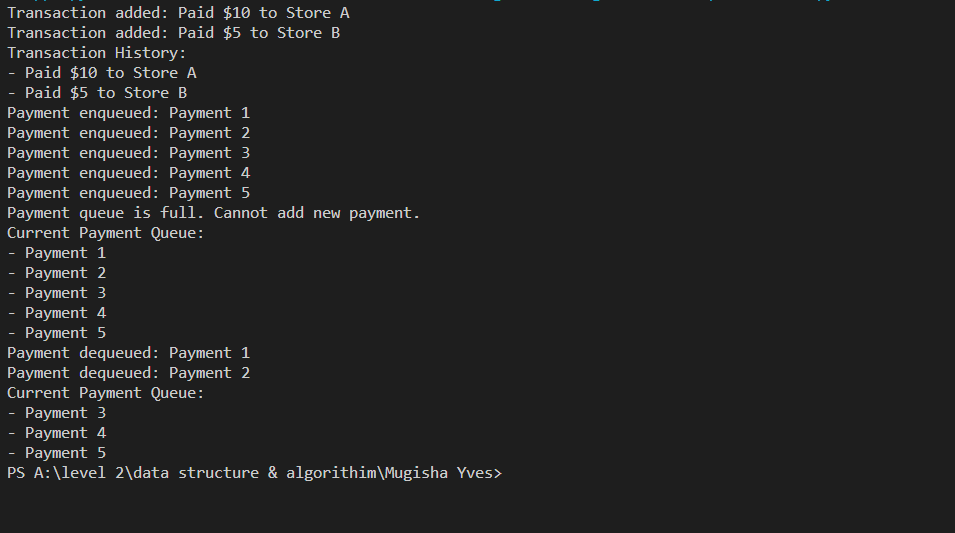 Transaction added: Paid $10 to Store A
Transaction added: Paid $5 to Store B
Transaction History:
- Paid $10 to Store A
- Paid $5 to Store B
Payment enqueued: Payment 1
Payment enqueued: Payment 2
Payment enqueued: Payment 3
Payment enqueued: Payment 4
Payment enqueued: Payment 5
Payment queue is full. Cannot add new payment.
Current Payment Queue:
- Payment 1
- Payment 2
- Payment 3
- Payment 4
- Payment 5
Payment dequeued: Payment 1
Payment dequeued: Payment 2
Current Payment Queue:
- Payment 3
- Payment 4
- Payment 5
PS A:\level 2\data structure & algorithim\Mugisha Yves>